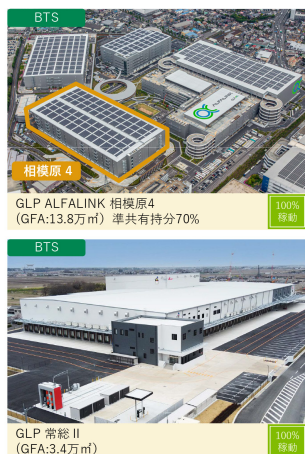 BTS
ALFALINK
相模原 4
GLP ALFALINK 相模原4
(GFA:13.8万㎡) 準共有持分70%
100%
稼動
BTS
GLP 常総 II
(GFA:3.4万㎡)
100%
稼動